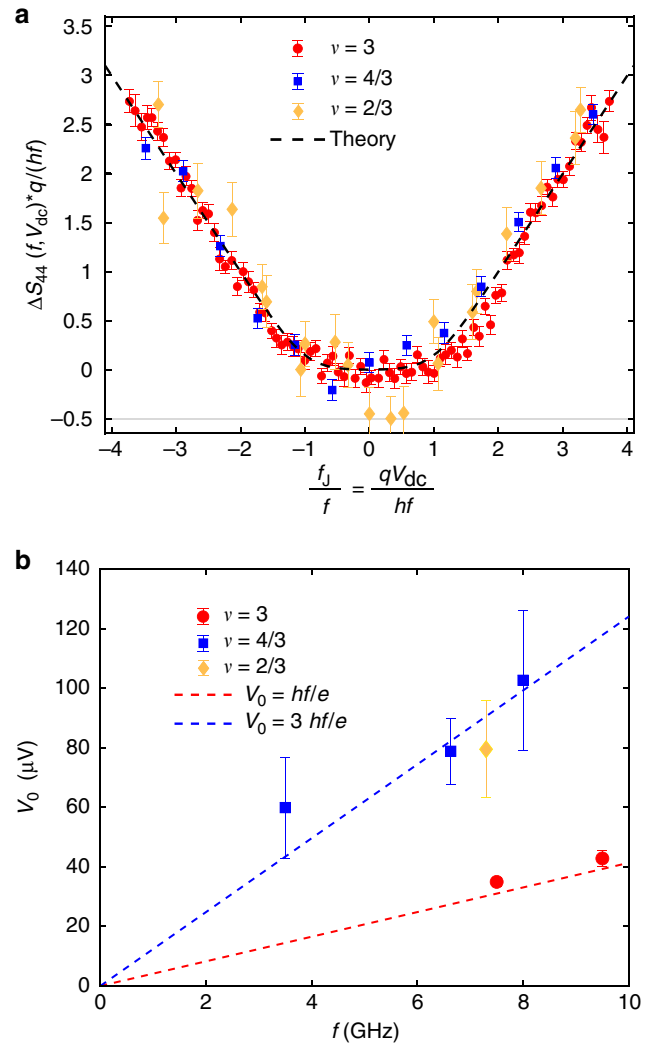 a
3.5
3
2.5
2
1.5
1
0.5
0
−0.5
ΔS44 (f, Vdc)*q/(hf)
ν = 3
ν = 4/3
ν = 2/3
Theory
−4 −3 −2 −1 0 1 2 3 4
fJ/f = qVdc/hf
b
140
120
100
80
60
40
20
0
V0 (μV)
ν = 3
ν = 4/3
ν = 2/3
V0 = hf/e
V0 = 3 hf/e
0 2 4 6 8 10
f (GHz)